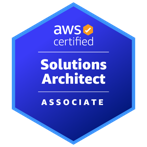 aws
certified
Solutions
Architect
ASSOCIATE